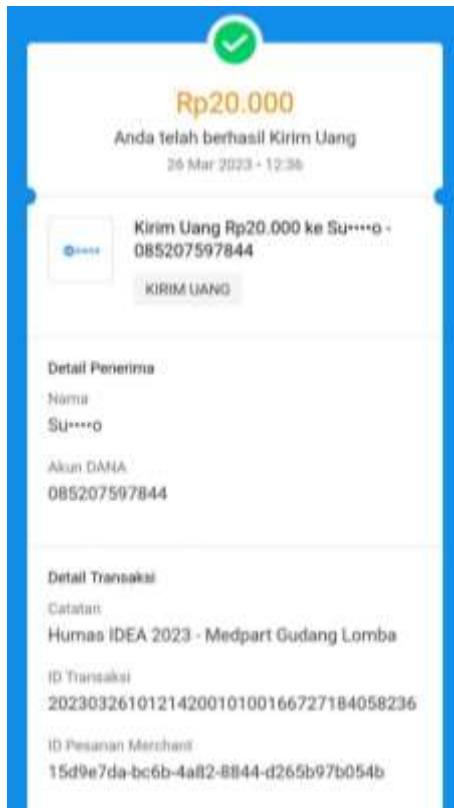 Rp20.000
Anda telah berhasil Kirim Uang
26 Mar 2023 • 12:36
Kirim Uang Rp20.000 ke Su••••o -
085207597844
KIRIM UANG
Detail Penerima
Nama
Su••••o
Akun DANA
085207597844
Detail Transaksi
Catatan
Humas IDEA 2023 - Medpart Gudang Lomba
ID Transaksi
2023032610121420010100166727184058236
ID Pesanan Merchant
15d9e7da-bc6b-4a82-8844-d265b97b054b